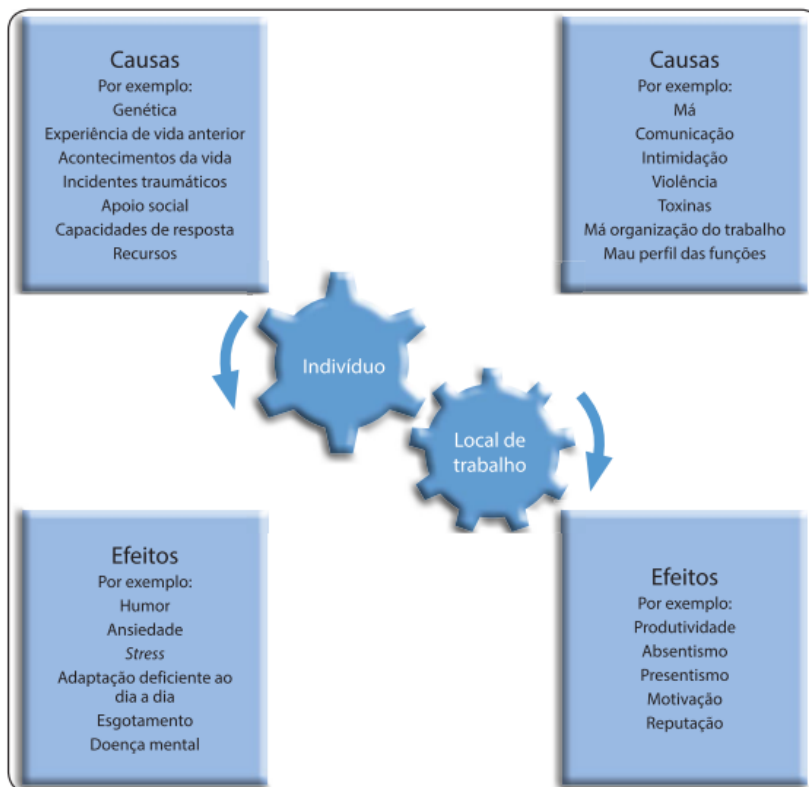 Causas
Por exemplo:
Genética
Experiência de vida anterior
Acontecimentos da vida
Incidentes traumáticos
Apoio social
Capacidades de resposta
Recursos
Causas
Por exemplo:
Má
Comunicação
Intimidação
Violência
Toxinas
Má organização do trabalho
Mau perfil das funções
Indivíduo
Local de
trabalho
Efeitos
Por exemplo:
Humor
Ansiedade
Stress
Adaptação deficiente ao
dia a dia
Esgotamento
Doença mental
Efeitos
Por exemplo:
Produtividade
Absentismo
Presentismo
Motivação
Reputação